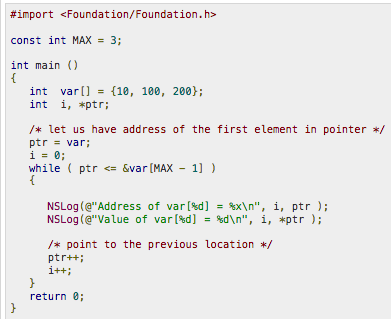 #import <Foundation/Foundation.h>
const int MAX = 3;
int main ()
{
int var[] = {10, 100, 200};
int i, *ptr;
/* let us have address of the first element in pointer */
ptr = var;
i = 0;
while ( ptr <= &var[MAX - 1] )
{
NSLog(@"Address of var[%d] = %x\n", i, ptr );
NSLog(@"Value of var[%d] = %d\n", i, *ptr );
/* point to the previous location */
ptr++;
i++;
}
return 0;
}